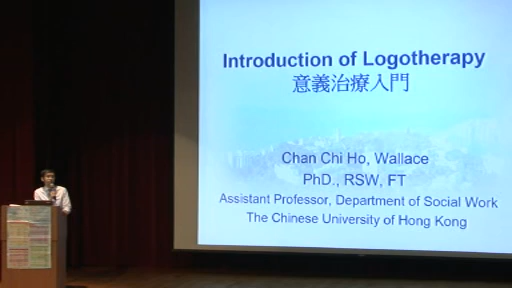 Introduction of Logotherapy
意義治療入門
Chan Chi Ho, Wallace
PhD., RSW, FT
Assistant Professor, Department of Social Work
The Chinese University of Hong Kong